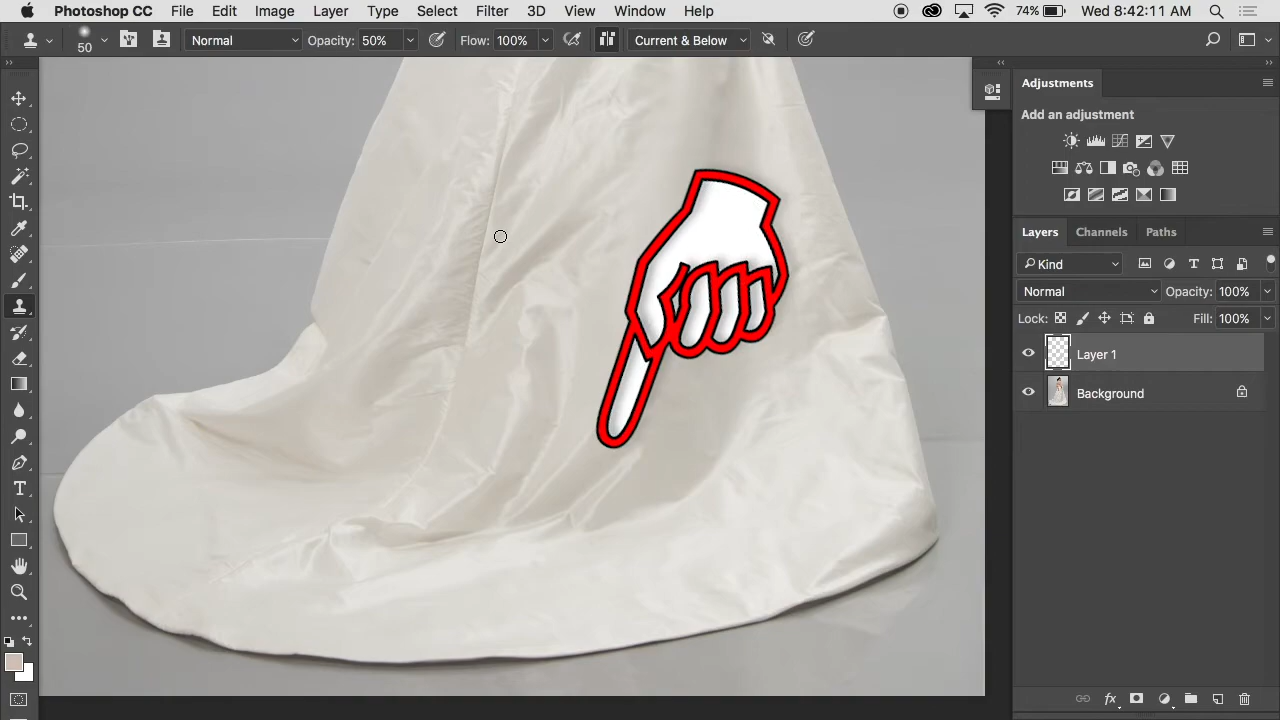 Photoshop CC File Edit Image Layer Type Select Filter 3D View Window Help 74% Wed 8:42:11 AM
50 Normal Opacity: 50% Flow: 100% Current & Below
Adjustments
Add an adjustment
Layers Channels Paths
Kind
Normal Opacity: 100%
Lock: Fill: 100%
Layer 1
Background
fx